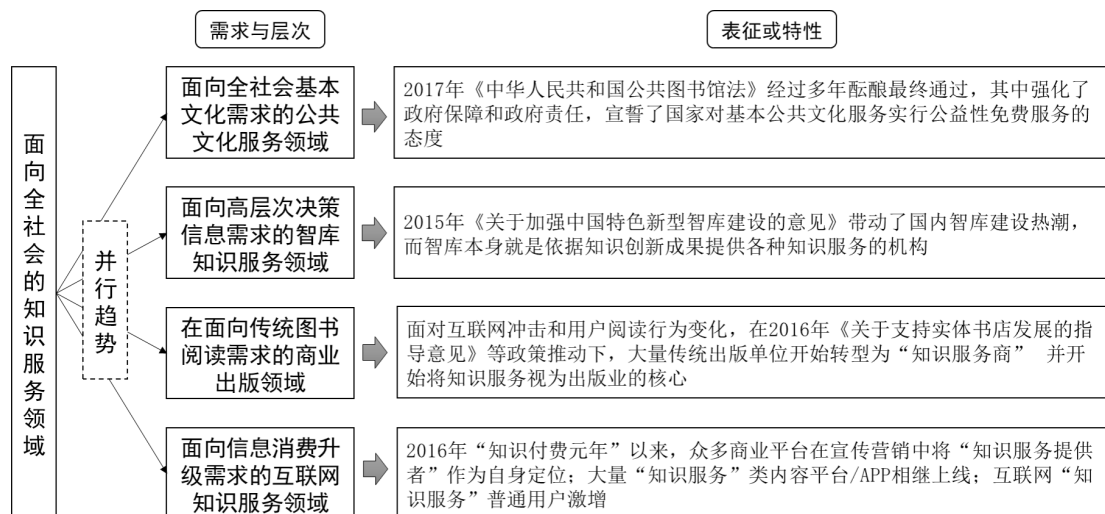 需求与层次
表征或特性
面向全社会的知识服务领域
并行趋势
面向全社会基本
文化需求的公共
文化服务领域
2017年《中华人民共和国公共图书馆法》经过多年酝酿最终通过，其中强化了
政府保障和政府责任，宣誓了国家对基本公共文化服务实行公益性免费服务的
态度
面向高层次决策
信息需求的智库
知识服务领域
2015年《关于加强中国特色新型智库建设的意见》带动了国内智库建设热潮，
而智库本身就是依据知识创新成果提供各种知识服务的机构
在面向传统图书
阅读需求的商业
出版领域
面对互联网冲击和用户阅读行为变化，在2016年《关于支持实体书店发展的指
导意见》等政策推动下，大量传统出版单位开始转型为“知识服务商” 并开
始将知识服务视为出版业的核心
面向信息消费升
级需求的互联网
知识服务领域
2016年“知识付费元年”以来，众多商业平台在宣传营销中将“知识服务提供
者”作为自身定位；大量“知识服务”类内容平台/APP相继上线；互联网“知
识服务”普通用户激增